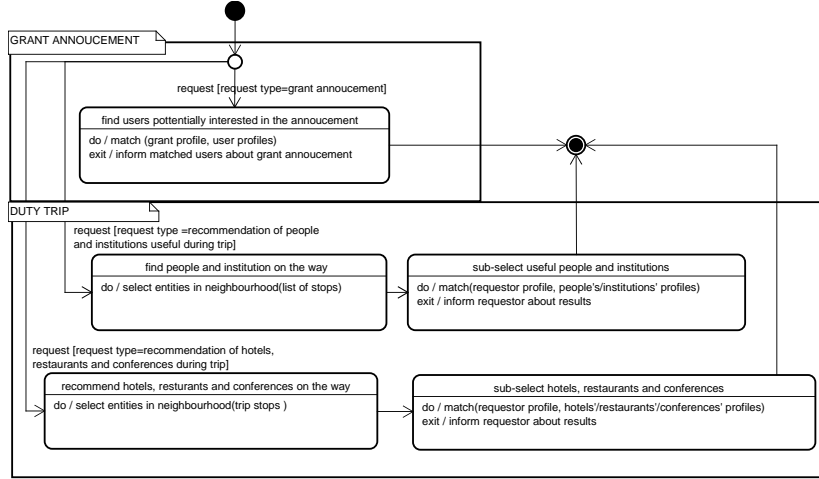 GRANT ANNOUCEMENT
request [request type=grant annoucement]
find users pottentially interested in the annoucement
do / match (grant profile, user profiles)
exit / inform matched users about grant annoucement
DUTY TRIP
request [request type =recommendation of people
and institutions useful during trip]
find people and institution on the way
do / select entities in neighbourhood(list of stops)
sub-select useful people and institutions
do / match(requestor profile, people's/institutions' profiles)
exit / inform requestor about results
request [request type=recommendation of hotels,
restaurants and conferences during trip]
recommend hotels, resturants and conferences on the way
do / select entities in neighbourhood(trip stops )
sub-select hotels, restaurants and conferences
do / match(requestor profile, hotels'/restaurants'/conferences' profiles)
exit / inform requestor about results